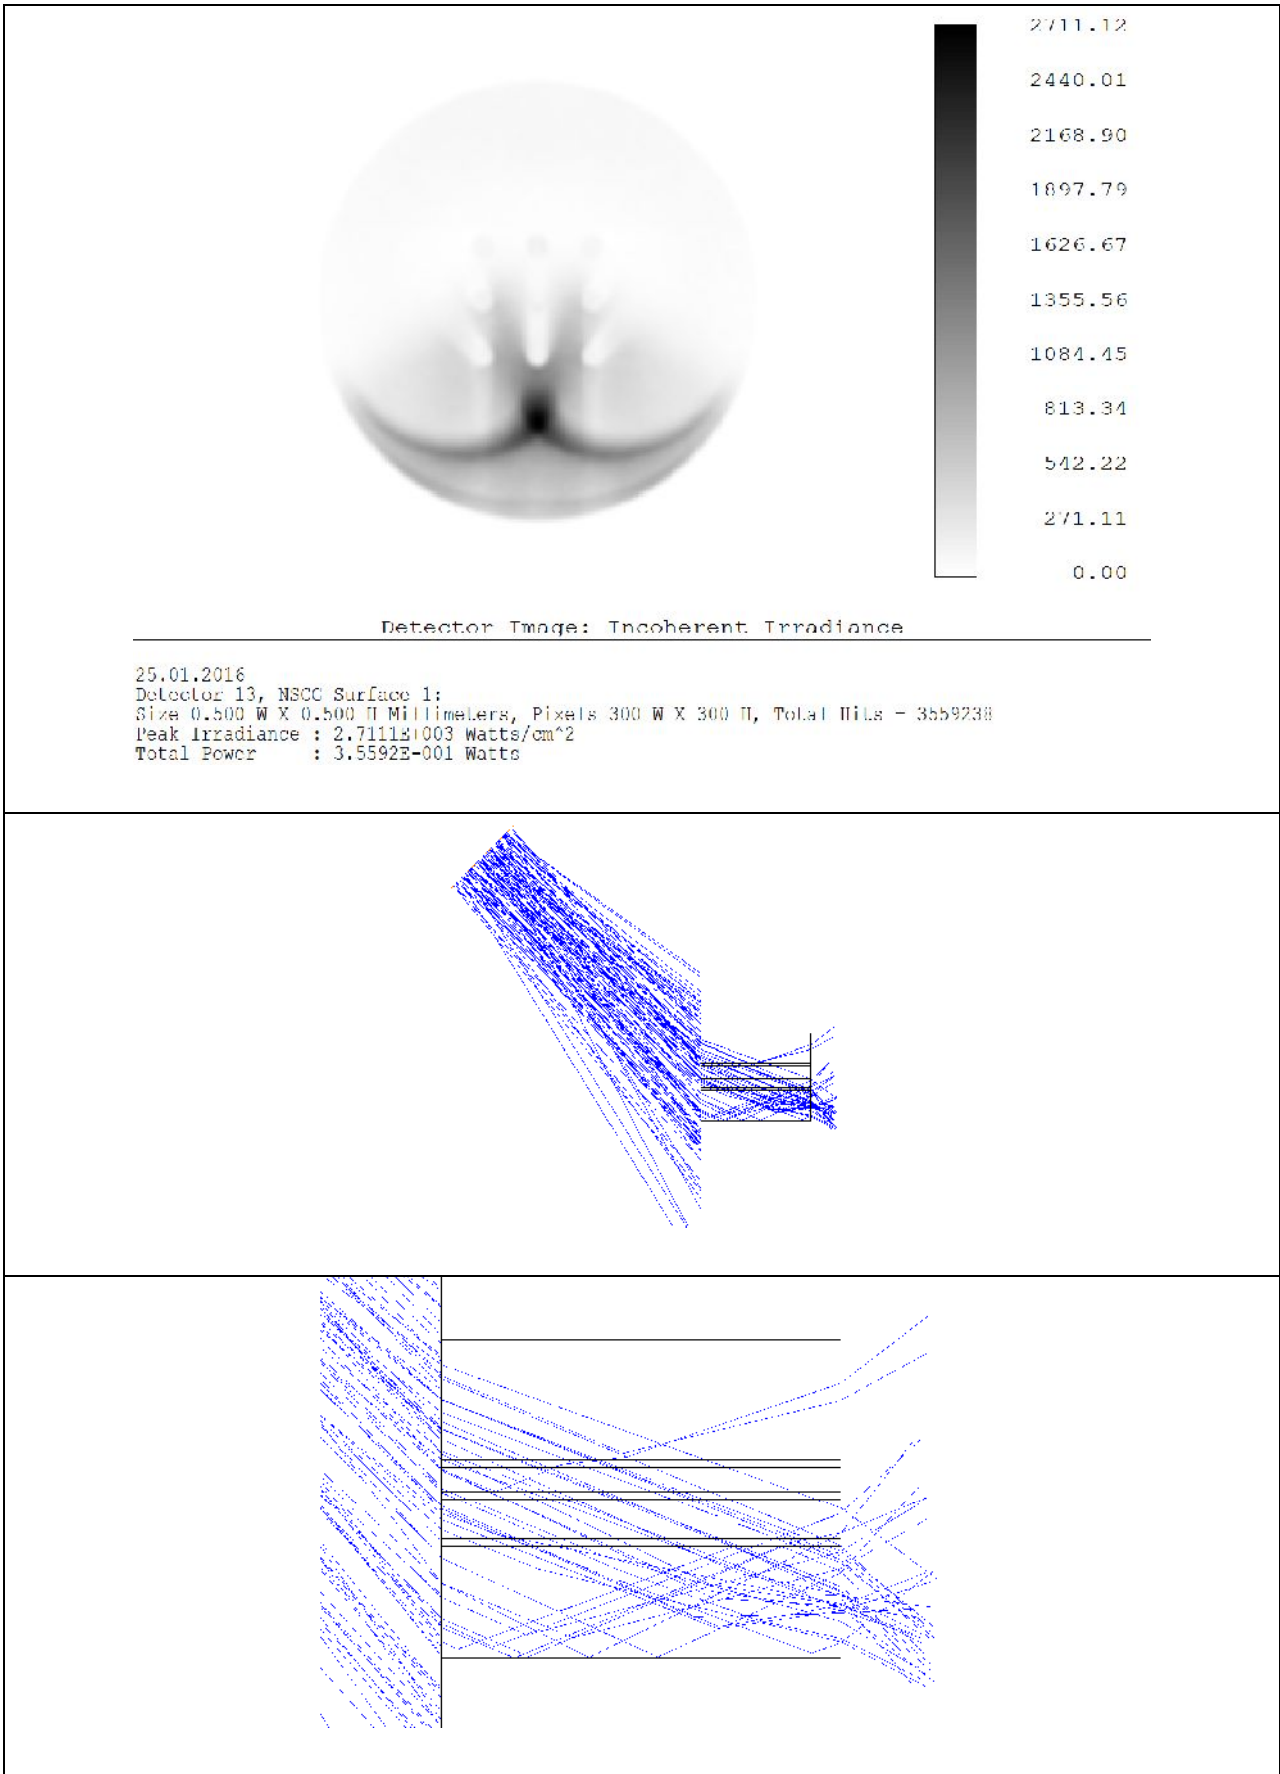 2711.12
2440.01
2168.90
1897.79
1626.67
1355.56
1084.45
813.34
542.22
271.11
0.00
Detector Image: Incoherent Irradiance
25.01.2016
Detector 13, NSCG Surface 1:
Size 0.500 W X 0.500 H Millimeters, Pixels 300 W X 300 H, Total Hits = 3559238
Peak Irradiance : 2.7111E+003 Watts/cm^2
Total Power : 3.5592E-001 Watts